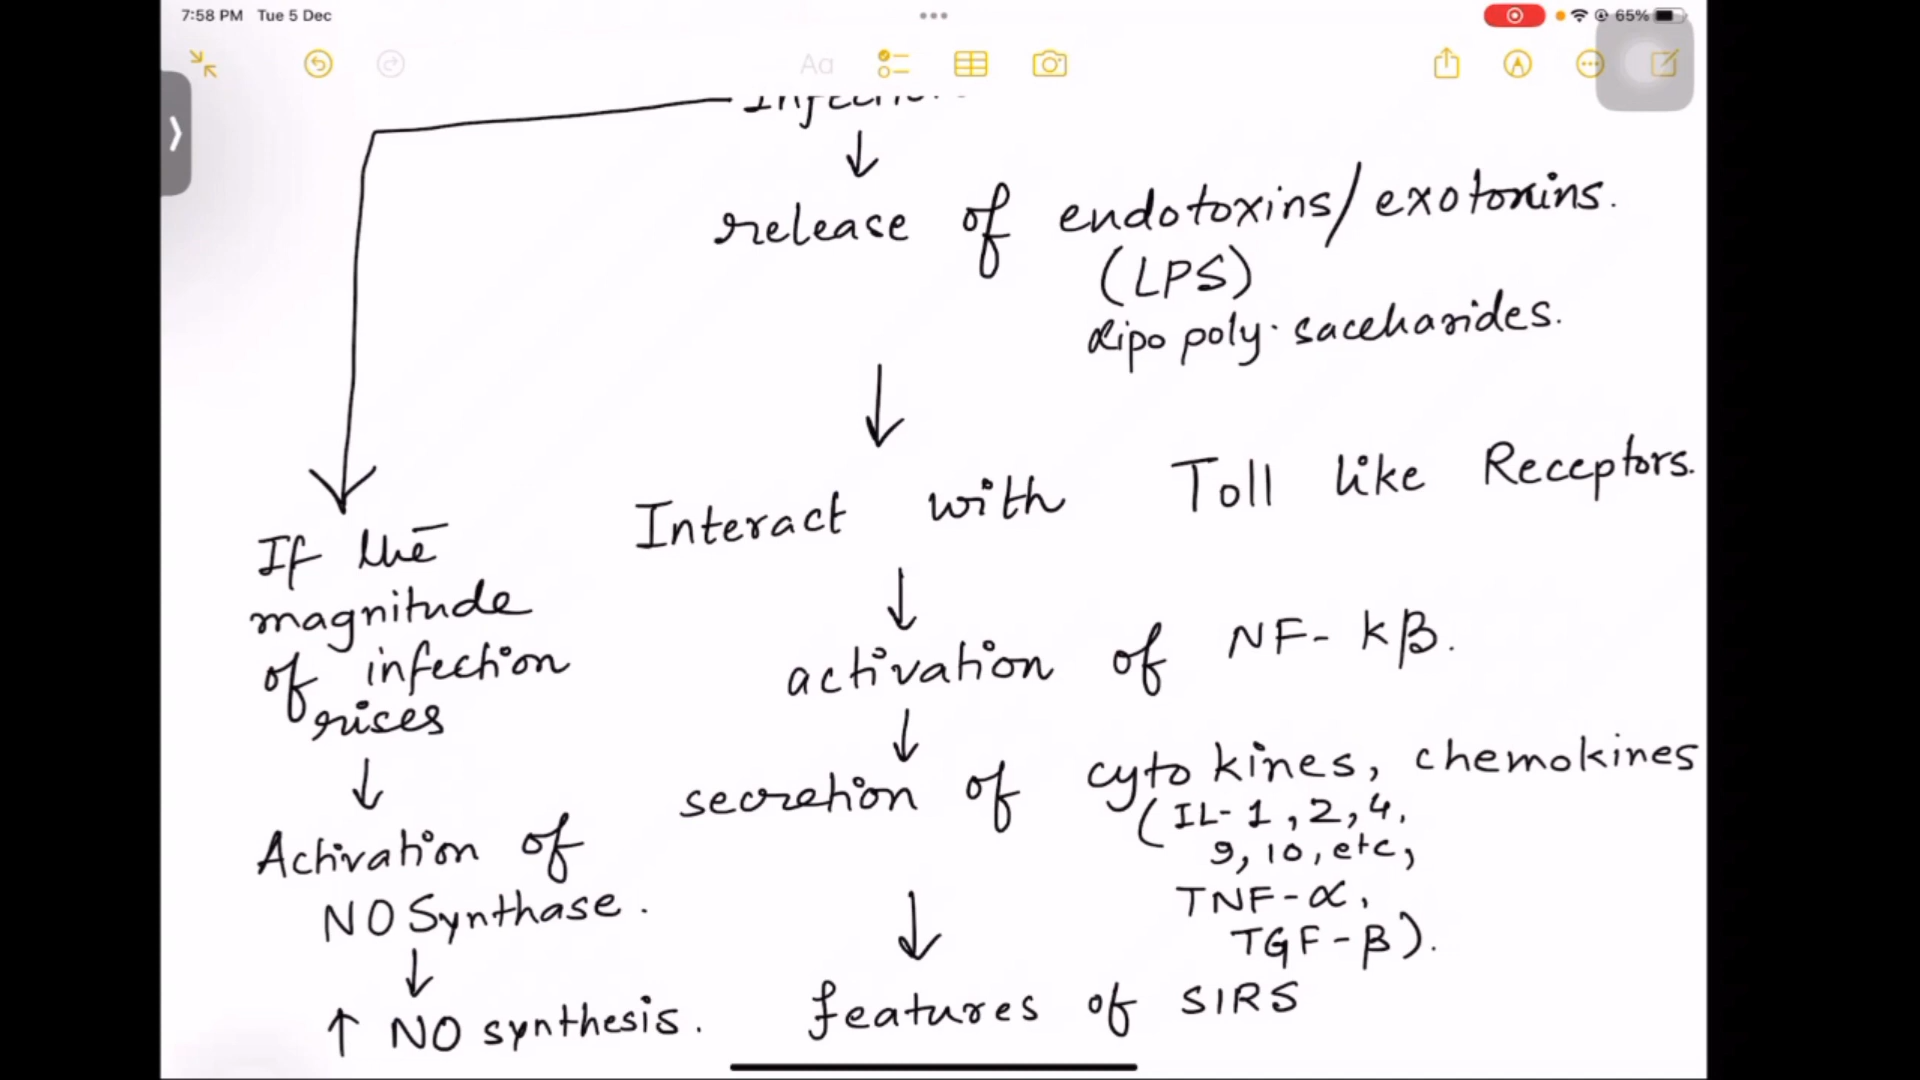 7:58 PM Tue 5 Dec
65%
Aa
release of endotoxins/exotoxins.
(LPS)
Lipo poly. saccharides.
Interact with Toll like Receptors.
activation of NF- kβ.
secretion of cytokines, chemokines
(IL-1, 2, 4,
9, 10, etc,
TNF-α,
TGF-β).
features of SIRS
If the
magnitude
of infection
rises
Activation of
NO Synthase.
↑ NO synthesis.